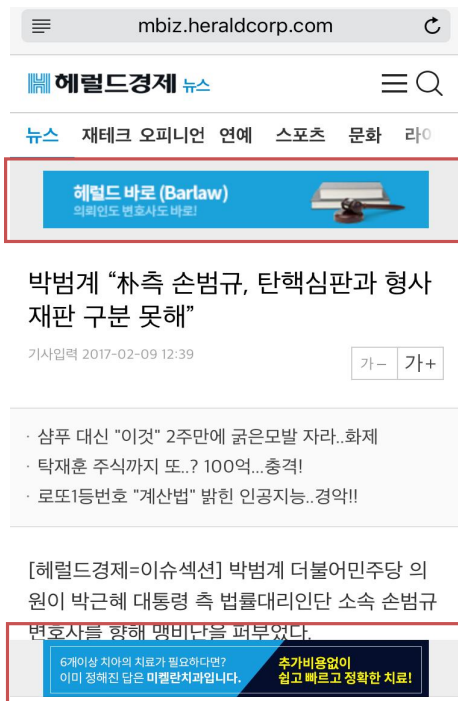 mbiz.heraldcorp.com
헤럴드경제 뉴스
뉴스 재테크 오피니언 연예 스포츠 문화 라이
헤럴드 바로 (Barlaw)
의뢰인도 변호사도 바로!
박범계 “朴측 손범규, 탄핵심판과 형사
재판 구분 못해”
기사입력 2017-02-09 12:39
가- 가+
· 샴푸 대신 "이것" 2주만에 굵은모발 자라..화제
· 탁재훈 주식까지 또..? 100억...충격!
· 로또1등번호 "계산법" 밝힌 인공지능..경악!!
[헤럴드경제=이슈섹션] 박범계 더불어민주당 의
원이 박근혜 대통령 측 법률대리인단 소속 손범규
변호사를 향해 맹비난을 퍼부었다.
6개이상 치아의 치료가 필요하다면?
이미 정해진 답은 미켈란치과입니다.
추가비용없이
쉽고 빠르고 정확한 치료!